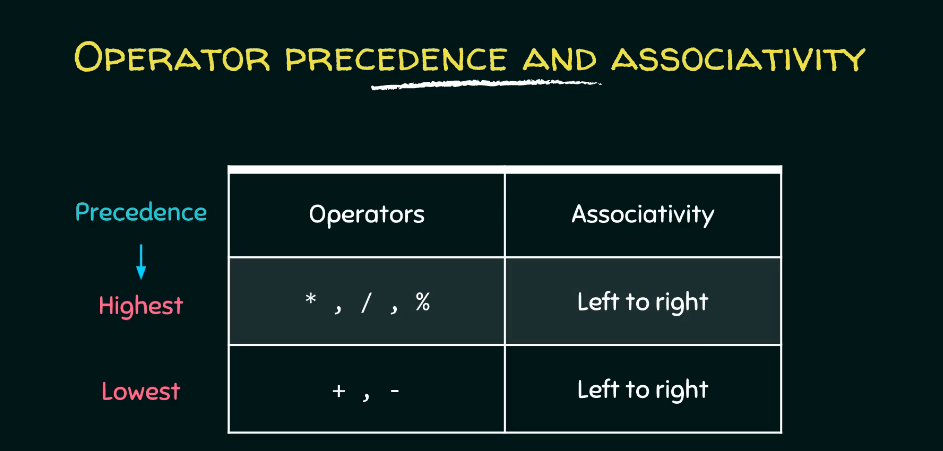 OPERATOR PRECEDENCE AND ASSOCIATIVITY
Precedence
Operators
Associativity
Highest
* , / , %
Left to right
Lowest
+ , -
Left to right